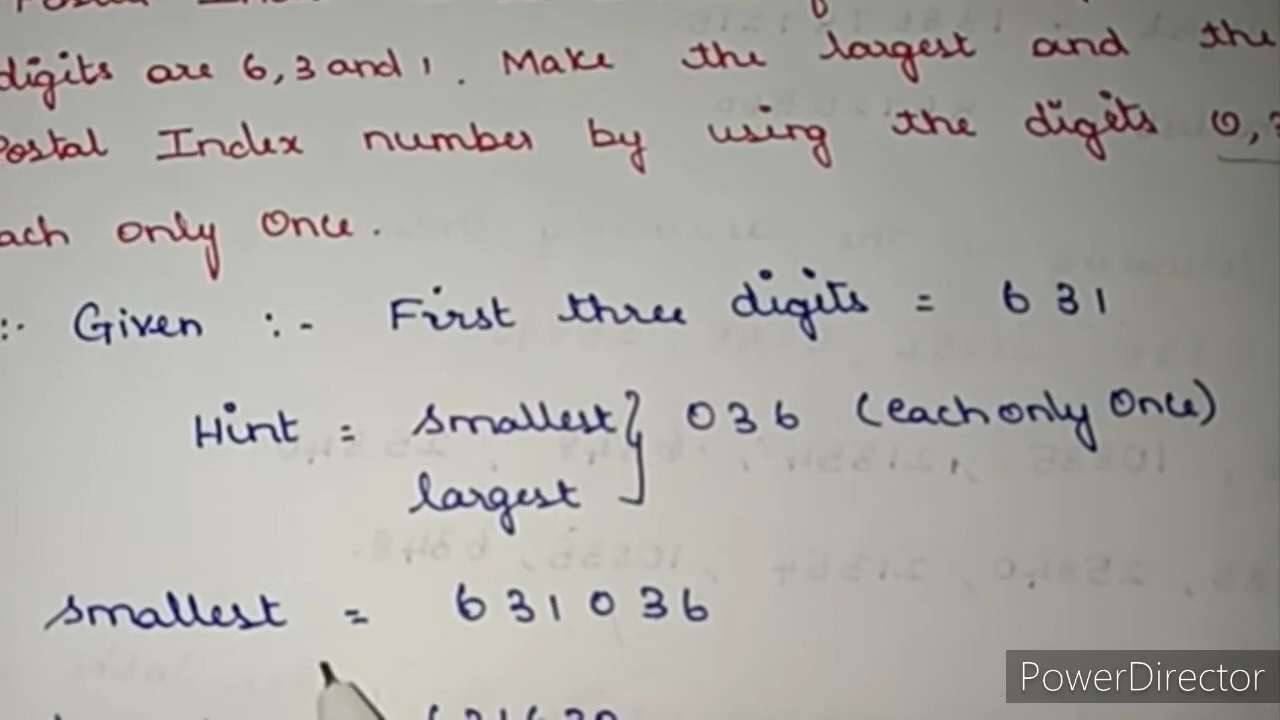 digits are 6, 3 and 1. Make the largest and the
Postal Index number by using the digits 0,
ach only Once.
:- Given :- First three digits = 6 3 1
Hint = smallest } 0 3 6 (each only Once)
largest
smallest = 6 3 1 0 3 6
PowerDirector